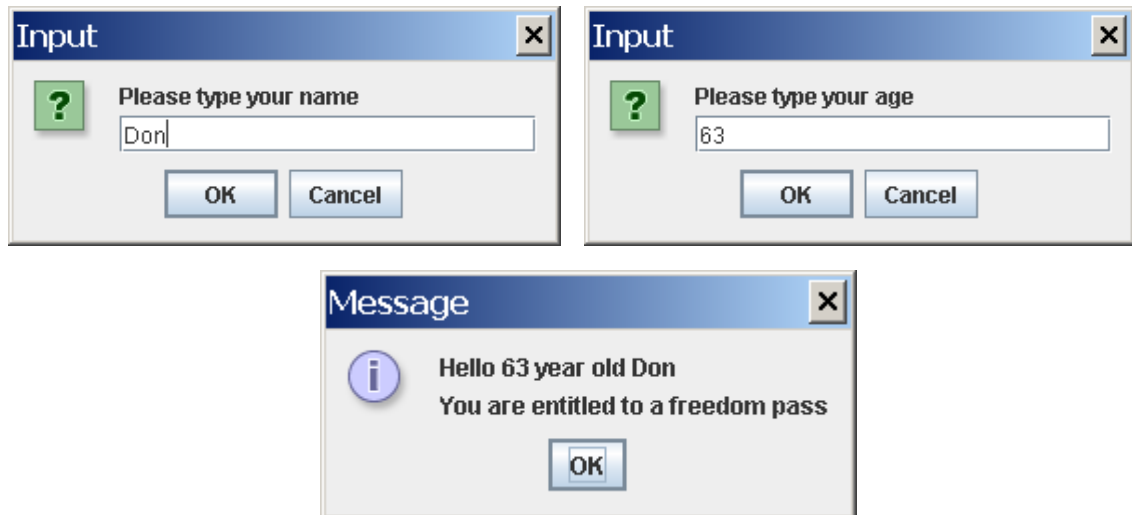 Input
Please type your name
Don
OK Cancel
Input
Please type your age
63
OK Cancel
Message
Hello 63 year old Don
You are entitled to a freedom pass
OK